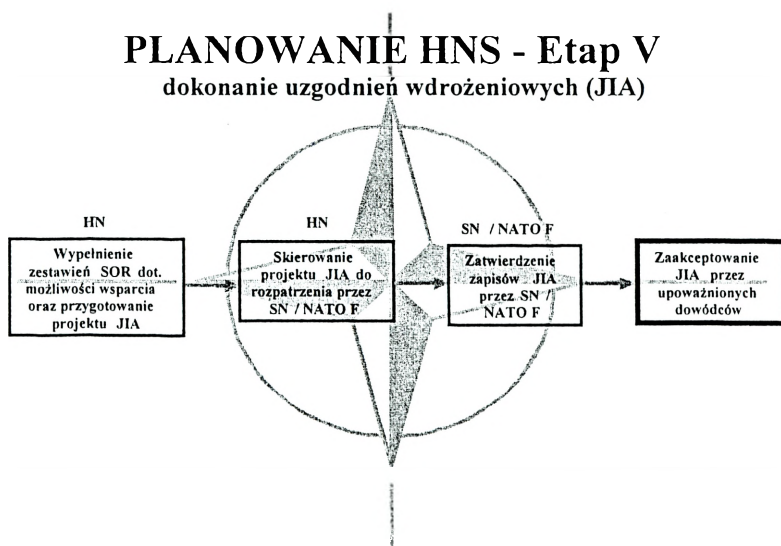 PLANOWANIE HNS - Etap V
dokonanie uzgodnień wdrożeniowych (JIA)
HN
Wypełnienie
zestawień SOR dot.
możliwości wsparcia
oraz przygotowanie
projektu JIA
HN
Skierowanie
projektu JIA do
rozpatrzenia przez
SN / NATO F
SN / NATO F
Zatwierdzenie
zapisów JIA
przez SN /
NATO F
Zaakceptowanie
JIA przez
upoważnionych
dowódców